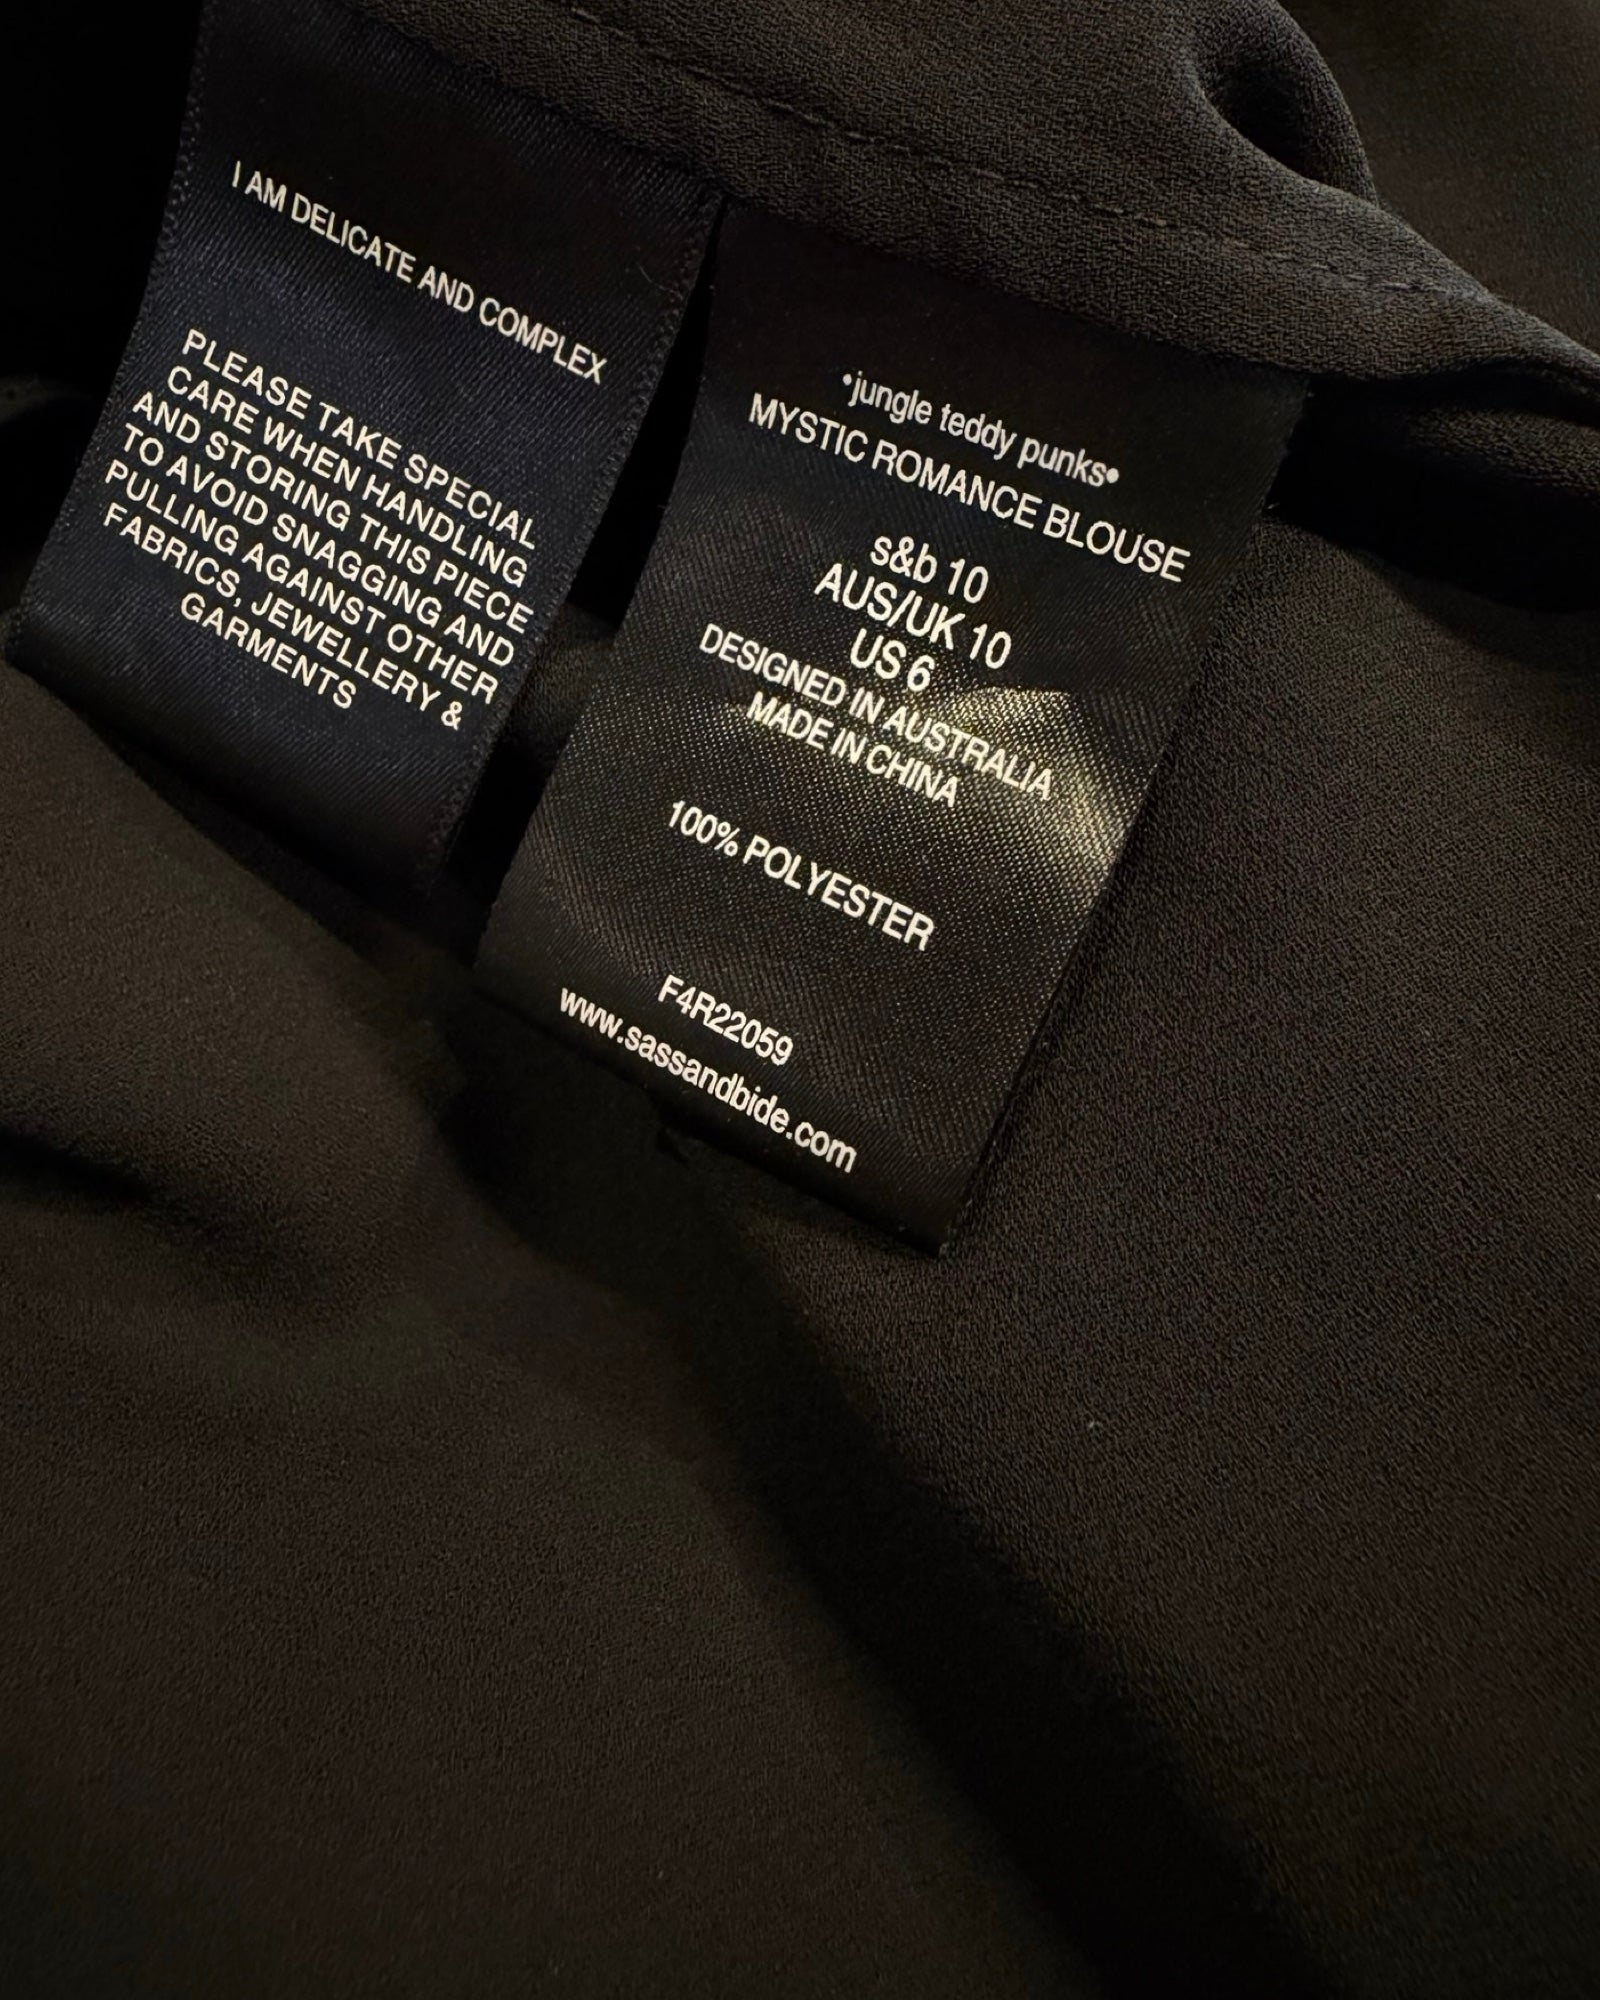 I AM DELICATE AND COMPLEX
PLEASE TAKE SPECIAL
CARE WHEN HANDLING
AND STORING THIS PIECE
TO AVOID SNAGGING AND
PULLING AGAINST OTHER
FABRICS, JEWELLERY &
GARMENTS
•jungle teddy punks•
MYSTIC ROMANCE BLOUSE
s&b 10
AUS/UK 10
US 6
DESIGNED IN AUSTRALIA
MADE IN CHINA
100% POLYESTER
F4R22059
www.sassandbide.com